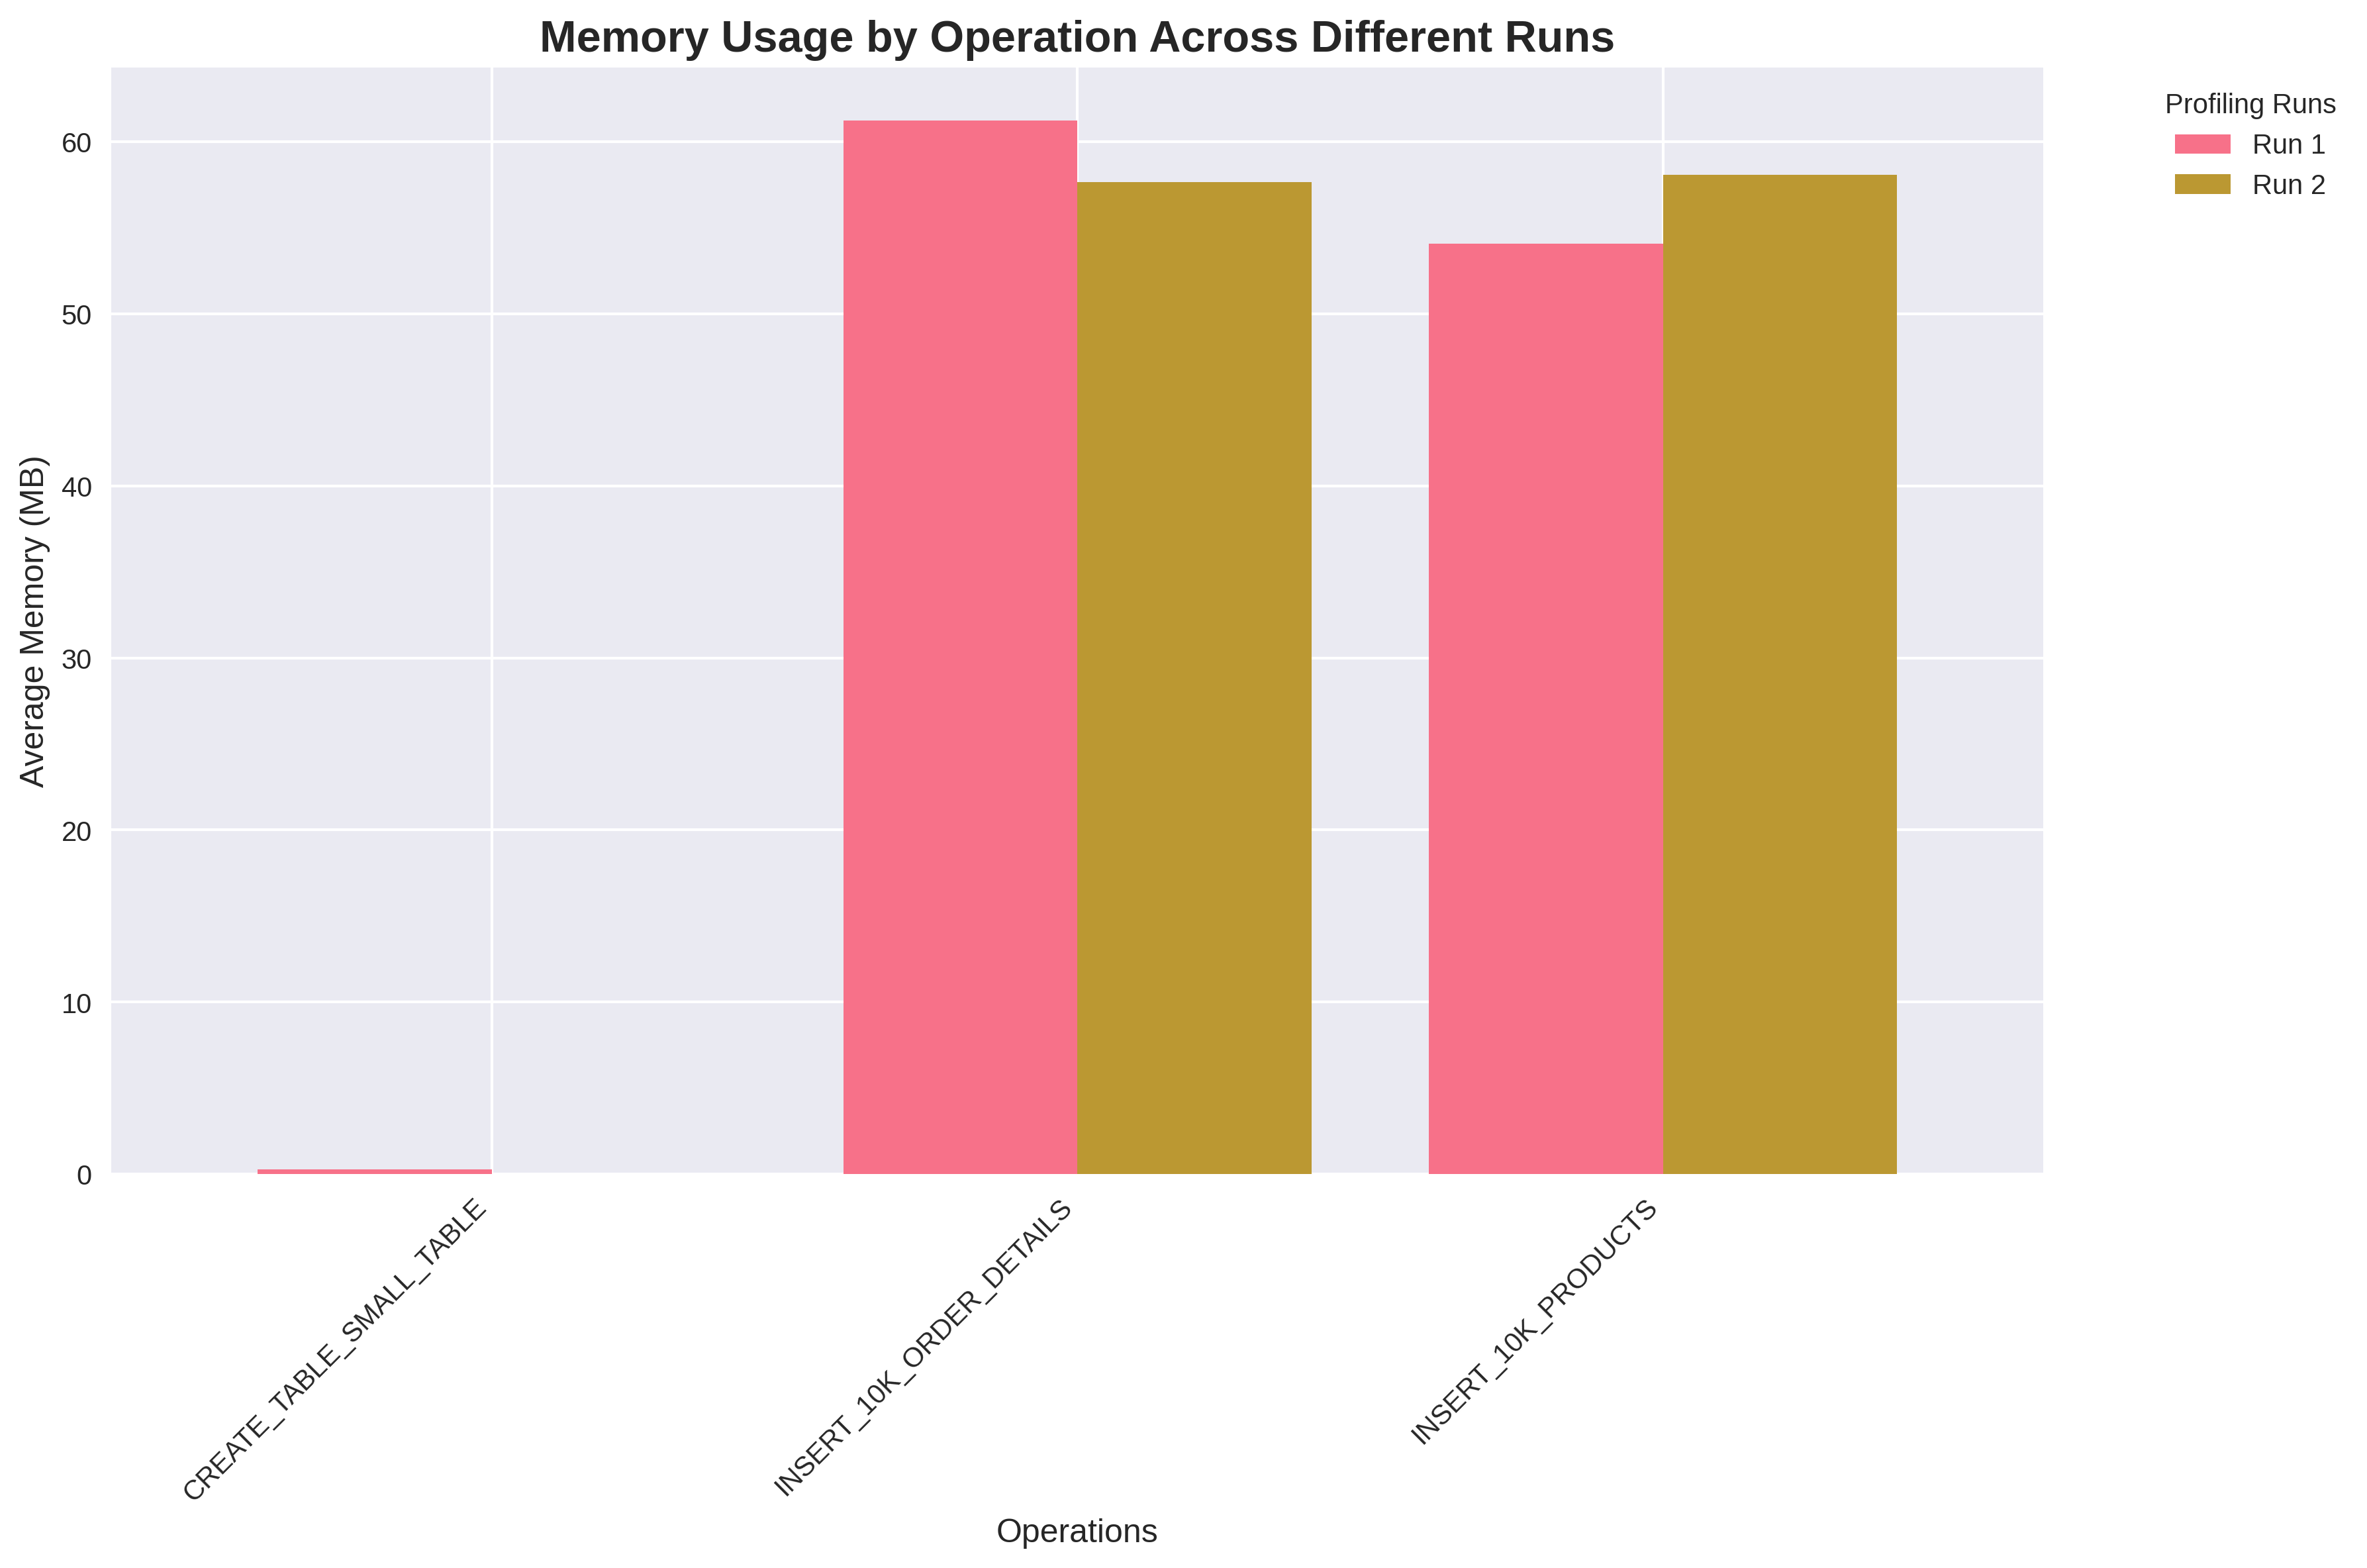 Memory Usage by Operation Across Different Runs
Profiling Runs
Run 1
Run 2
Average Memory (MB)
60
50
40
30
20
10
0
CREATE_TABLE_SMALL_TABLE
INSERT_10K_ORDER_DETAILS
INSERT_10K_PRODUCTS
Operations